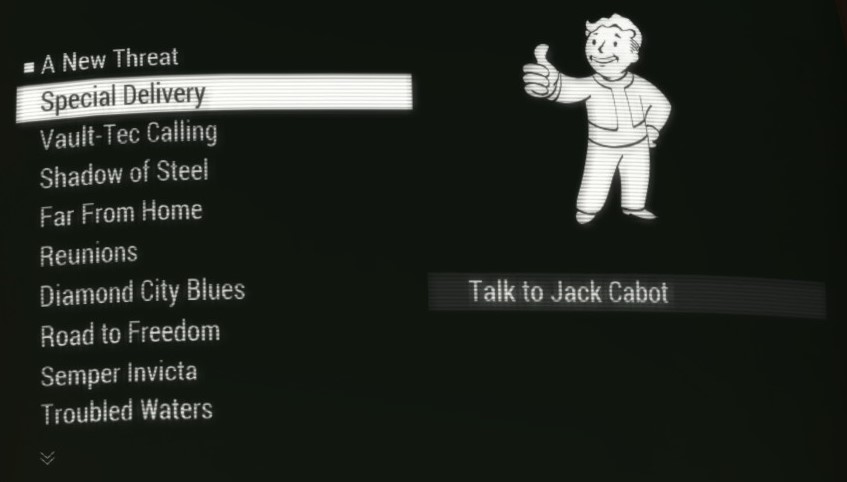 A New Threat
Special Delivery
Vault-Tec Calling
Shadow of Steel
Far From Home
Reunions
Diamond City Blues
Road to Freedom
Semper Invicta
Troubled Waters
Talk to Jack Cabot